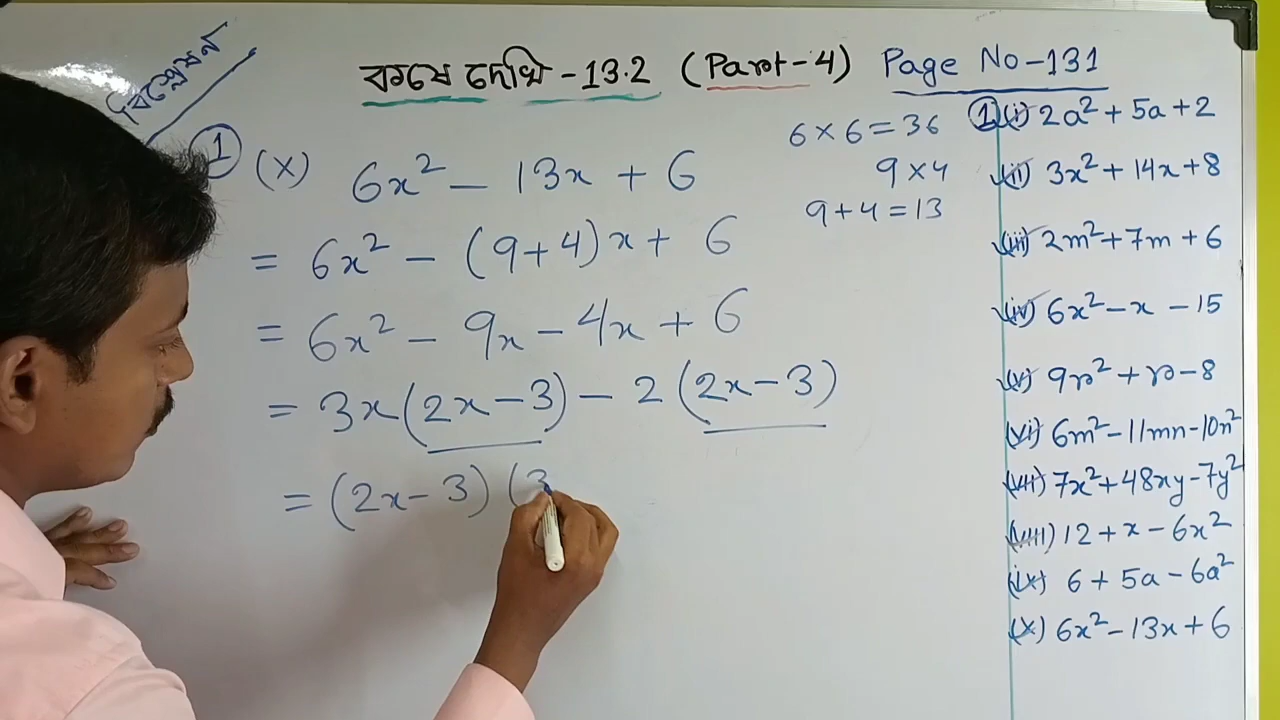 বিশ্লেষণ
কষে দেখি - 13.2 (Part-4) Page No-131
① (x) 6x² - 13x + 6
= 6x² - (9+4)x + 6
= 6x² - 9x - 4x + 6
= 3x(2x-3) - 2(2x-3)
= (2x-3)(3
6×6=36
9×4
9+4=13
① (i) 2a² + 5a + 2
(ii) 3x² + 14x + 8
(iii) 2m² + 7m + 6
(iv) 6x² - x - 15
(v) 9r² + r - 8
(vi) 6m² - 11mn - 10n²
(vii) 7x² + 48xy - 7y²
(viii) 12 + x - 6x²
(ix) 6 + 5a - 6a²
(x) 6x² - 13x + 6